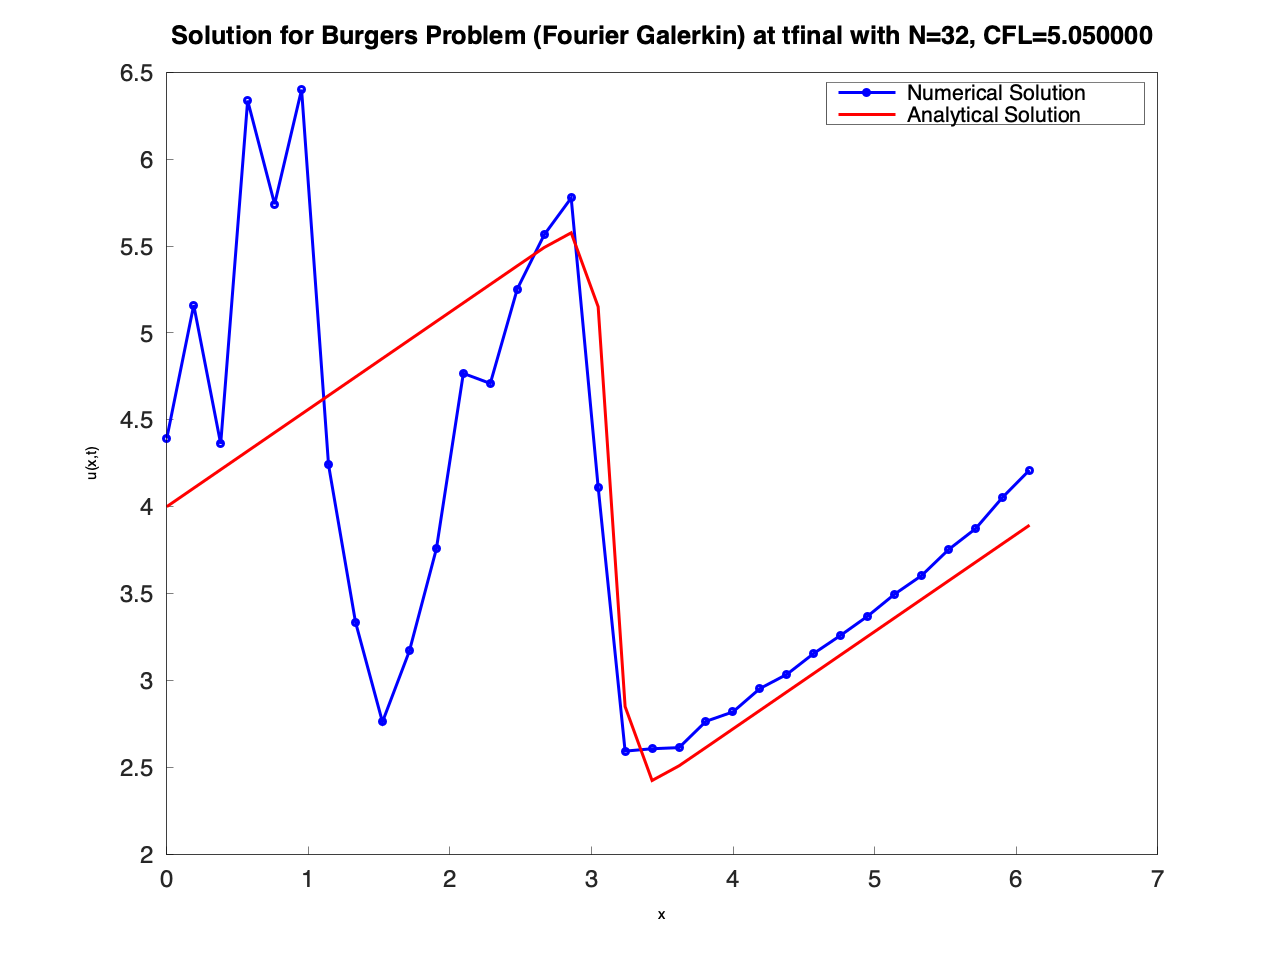 Solution for Burgers Problem (Fourier Galerkin) at tfinal with N=32, CFL=5.050000
Numerical Solution
Analytical Solution
u(x,t)
6.5
6
5.5
5
4.5
4
3.5
3
2.5
2
0 1 2 3 4 5 6 7
x